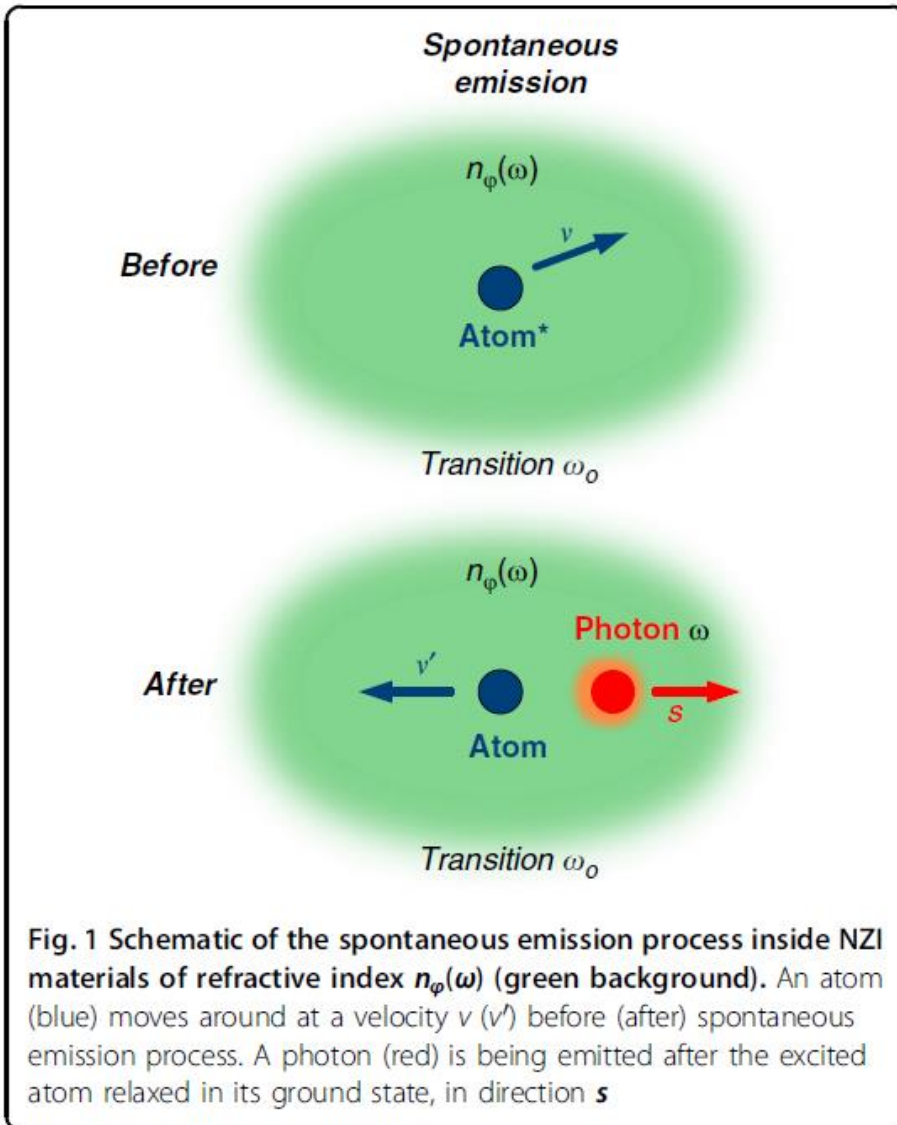 Spontaneous
emission
nφ(ω)
v
Before
Atom*
Transition ωo
nφ(ω)
Photon ω
v′
After
s
Atom
Transition ωo
Fig. 1 Schematic of the spontaneous emission process inside NZI
materials of refractive index nφ(ω) (green background). An atom
(blue) moves around at a velocity v (v′) before (after) spontaneous
emission process. A photon (red) is being emitted after the excited
atom relaxed in its ground state, in direction s